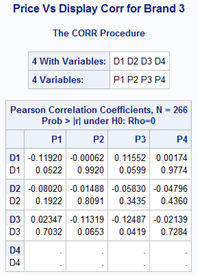 Price Vs Display Corr for Brand 3
The CORR Procedure
4 With Variables: D1 D2 D3 D4
4 Variables: P1 P2 P3 P4
Pearson Correlation Coefficients, N = 266
Prob > |r| under H0: Rho=0
P1 P2 P3 P4
D1 -0.11920 -0.00062 0.11552 0.00174
D1 0.0522 0.9920 0.0599 0.9774
D2 -0.08020 -0.01488 -0.05830 -0.04796
D2 0.1922 0.8091 0.3435 0.4360
D3 0.02347 -0.11319 -0.12487 -0.02139
D3 0.7032 0.0653 0.0419 0.7284
D4 . . . .
D4 . . . .